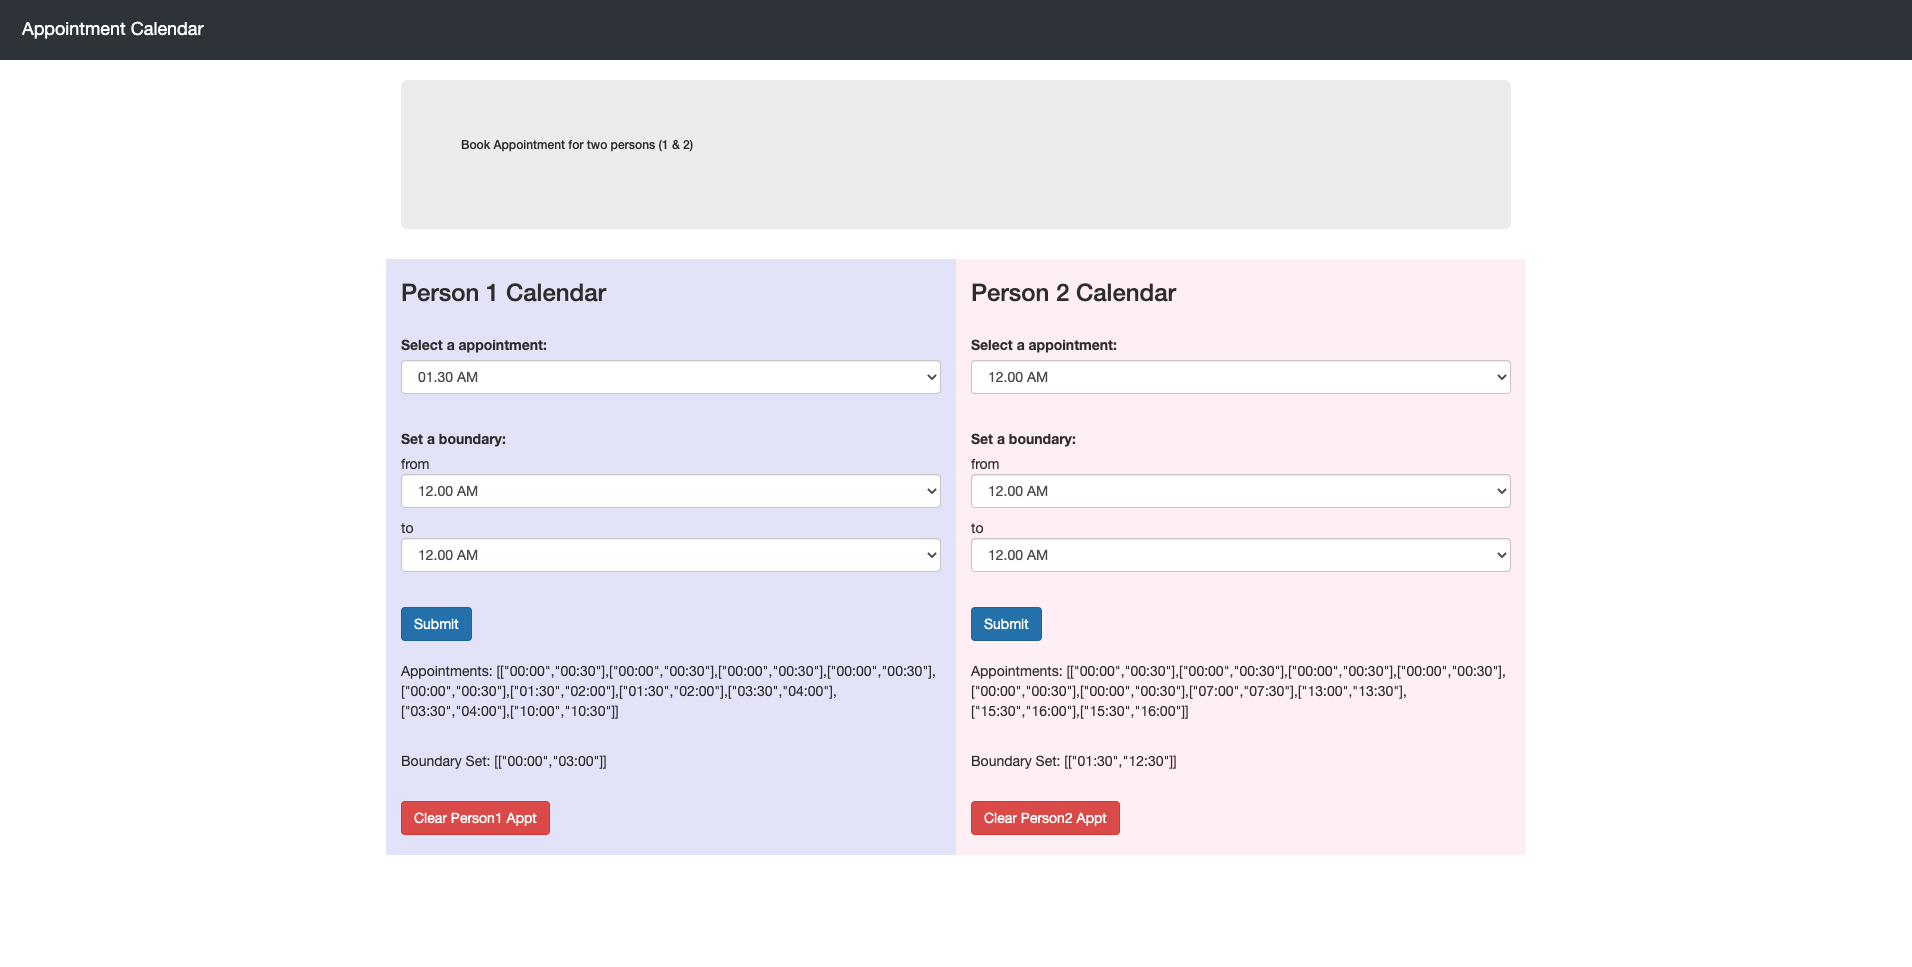 Appointment Calendar
Book Appointment for two persons (1 & 2)
Person 1 Calendar
Select a appointment:
01.30 AM
Set a boundary:
from
12.00 AM
to
12.00 AM
Submit
Appointments: [["00:00","00:30"],["00:00","00:30"],["00:00","00:30"],["00:00","00:30"],
["00:00","00:30"],["01:30","02:00"],["01:30","02:00"],["03:30","04:00"],
["03:30","04:00"],["10:00","10:30"]]
Boundary Set: [["00:00","03:00"]]
Clear Person1 Appt
Person 2 Calendar
Select a appointment:
12.00 AM
Set a boundary:
from
12.00 AM
to
12.00 AM
Submit
Appointments: [["00:00","00:30"],["00:00","00:30"],["00:00","00:30"],["00:00","00:30"],
["00:00","00:30"],["00:00","00:30"],["07:00","07:30"],["13:00","13:30"],
["15:30","16:00"],["15:30","16:00"]]
Boundary Set: [["01:30","12:30"]]
Clear Person2 Appt